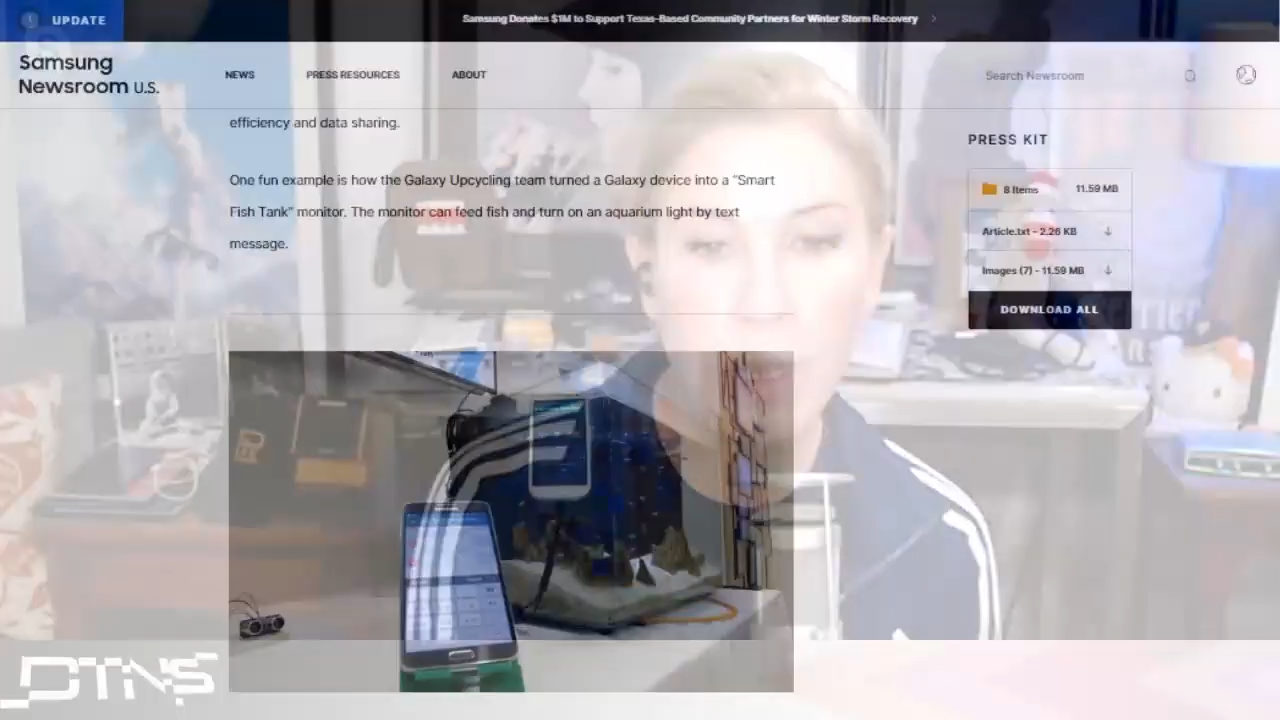 UPDATE
Samsung Donates $1M to Support Texas-Based Community Partners for Winter Storm Recovery
Samsung
Newsroom U.S.
NEWS
PRESS RESOURCES
ABOUT
Search Newsroom
efficiency and data sharing.
One fun example is how the Galaxy Upcycling team turned a Galaxy device into a "Smart
Fish Tank" monitor. The monitor can feed fish and turn on an aquarium light by text
message.
PRESS KIT
8 Items
11.59 MB
Article.txt - 2.26 KB
Images (7) - 11.59 MB
DOWNLOAD ALL
DTNS